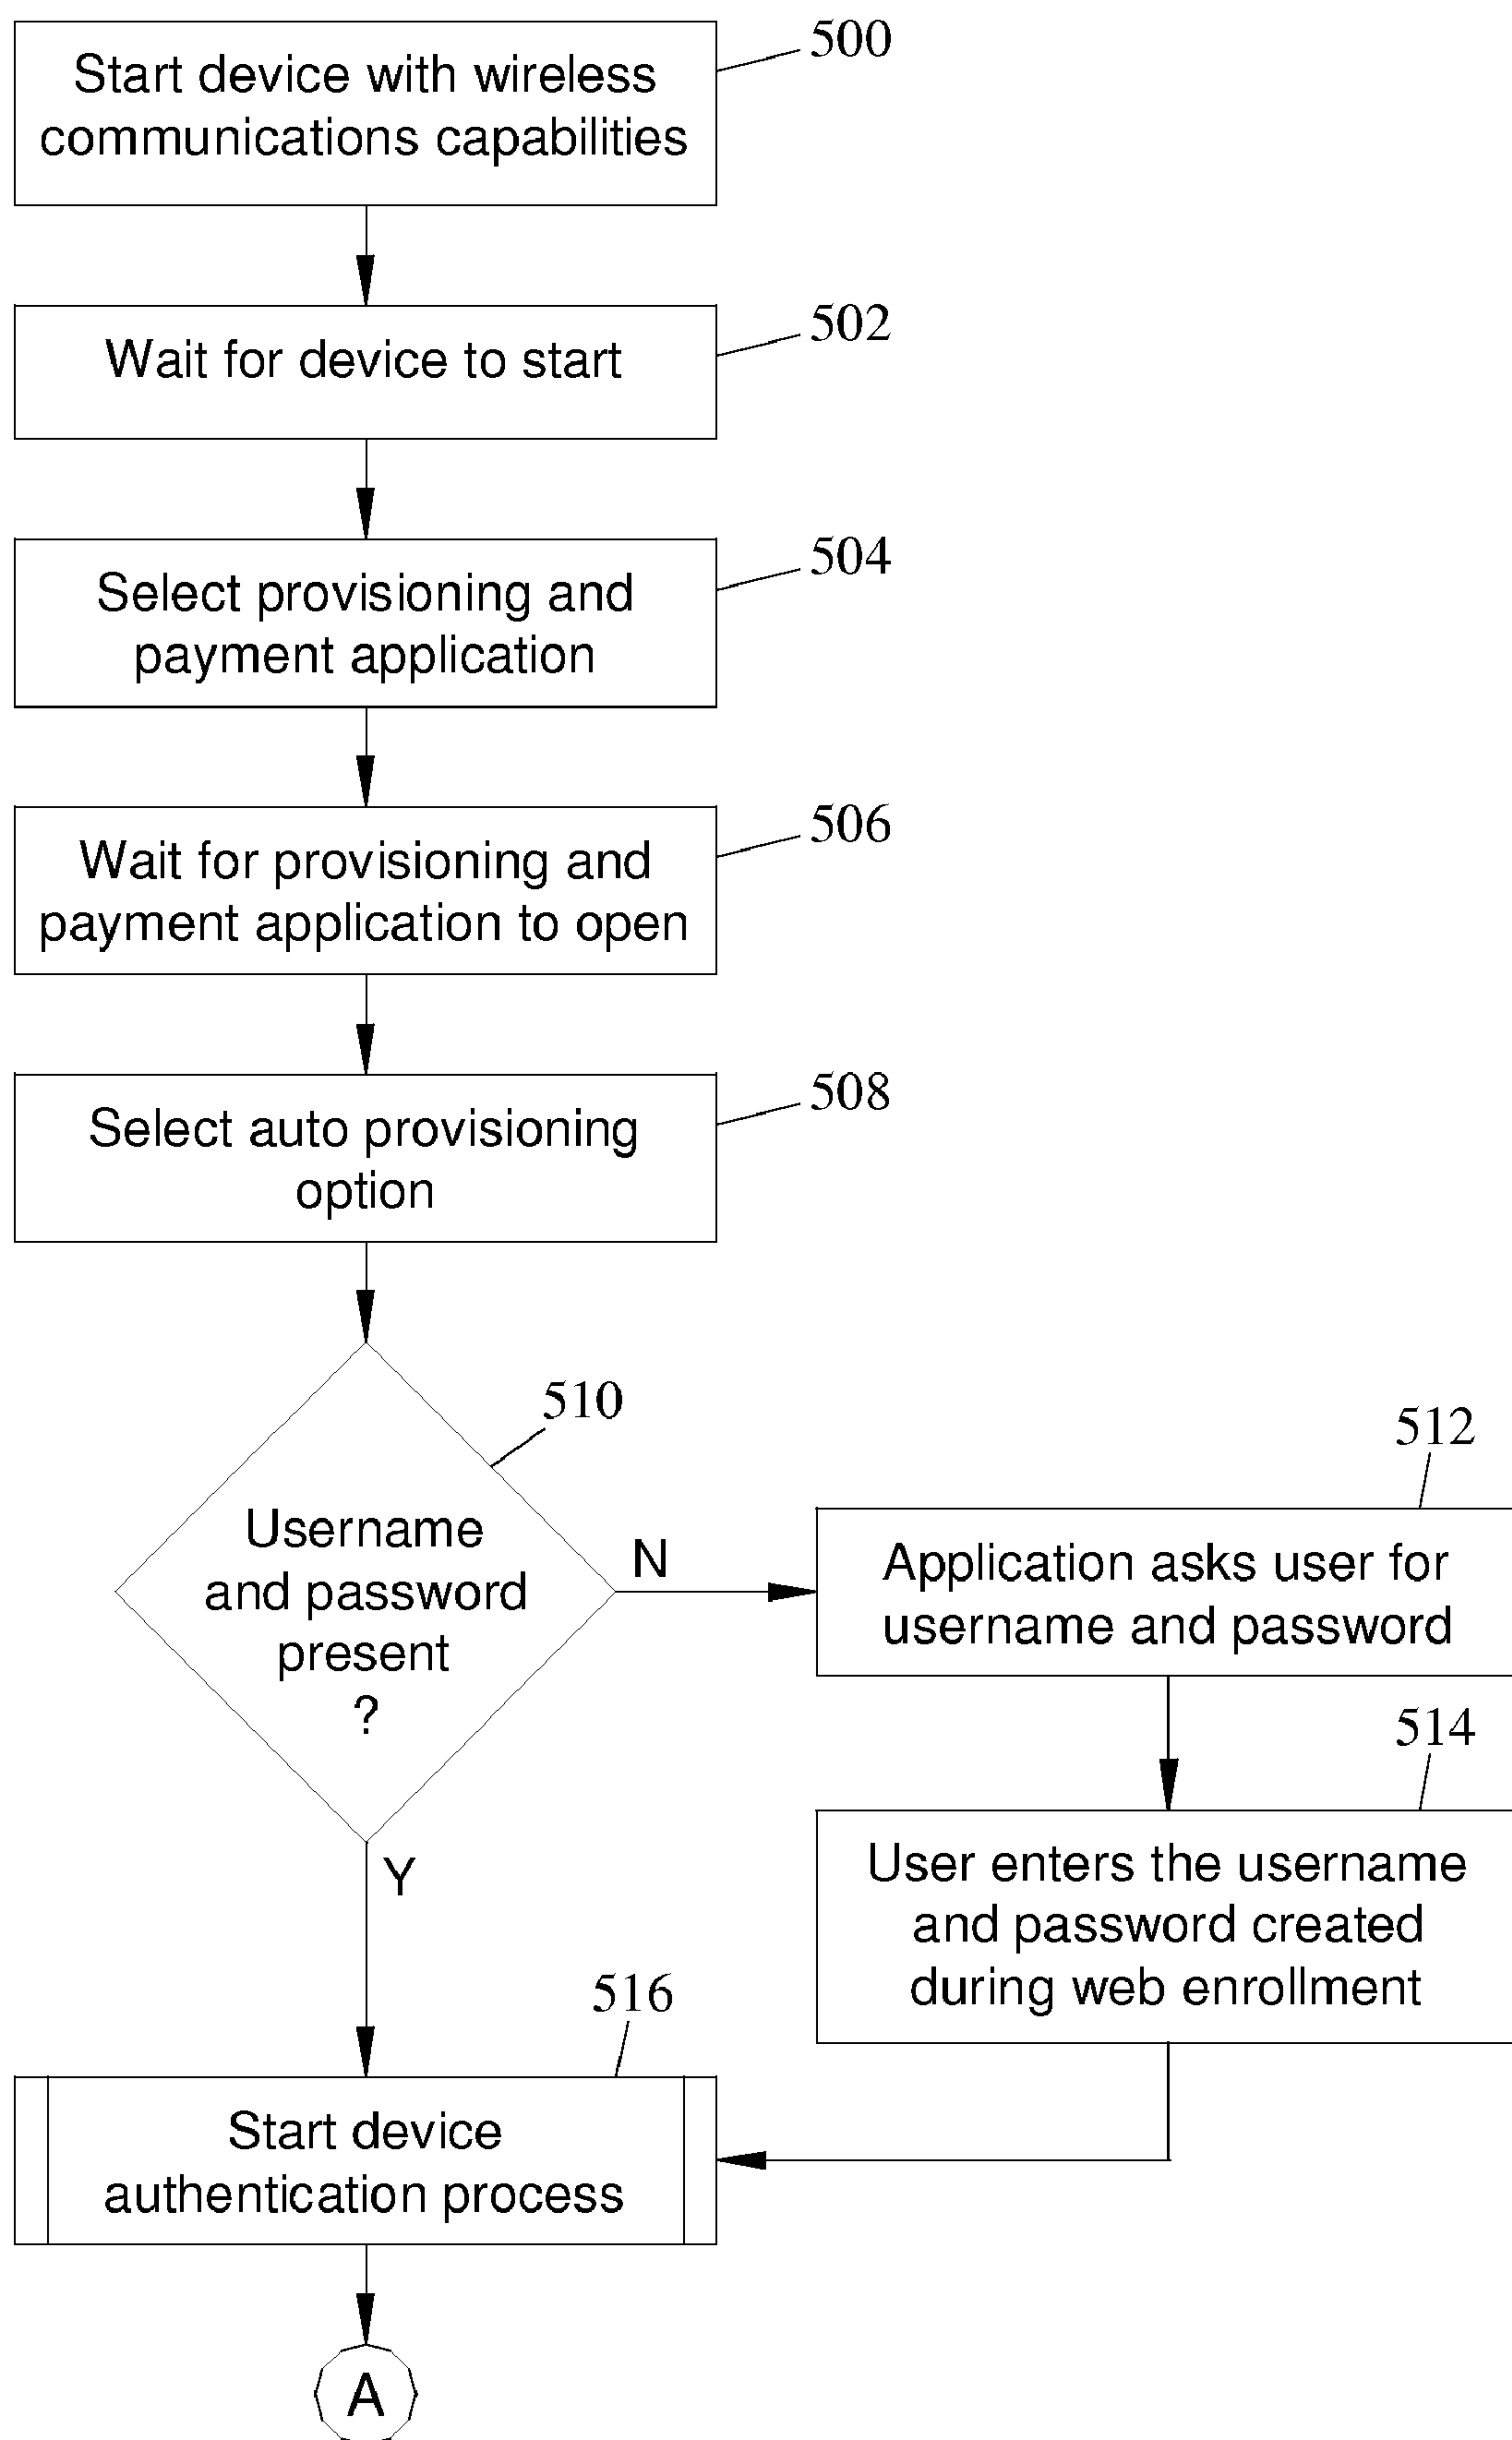 500
Start device with wireless
communications capabilities
502
Wait for device to start
504
Select provisioning and
payment application
506
Wait for provisioning and
payment application to open
508
Select auto provisioning
option
510
Username
and password
present
?
N
Y
512
Application asks user for
username and password
514
User enters the username
and password created
during web enrollment
516
Start device
authentication process
A